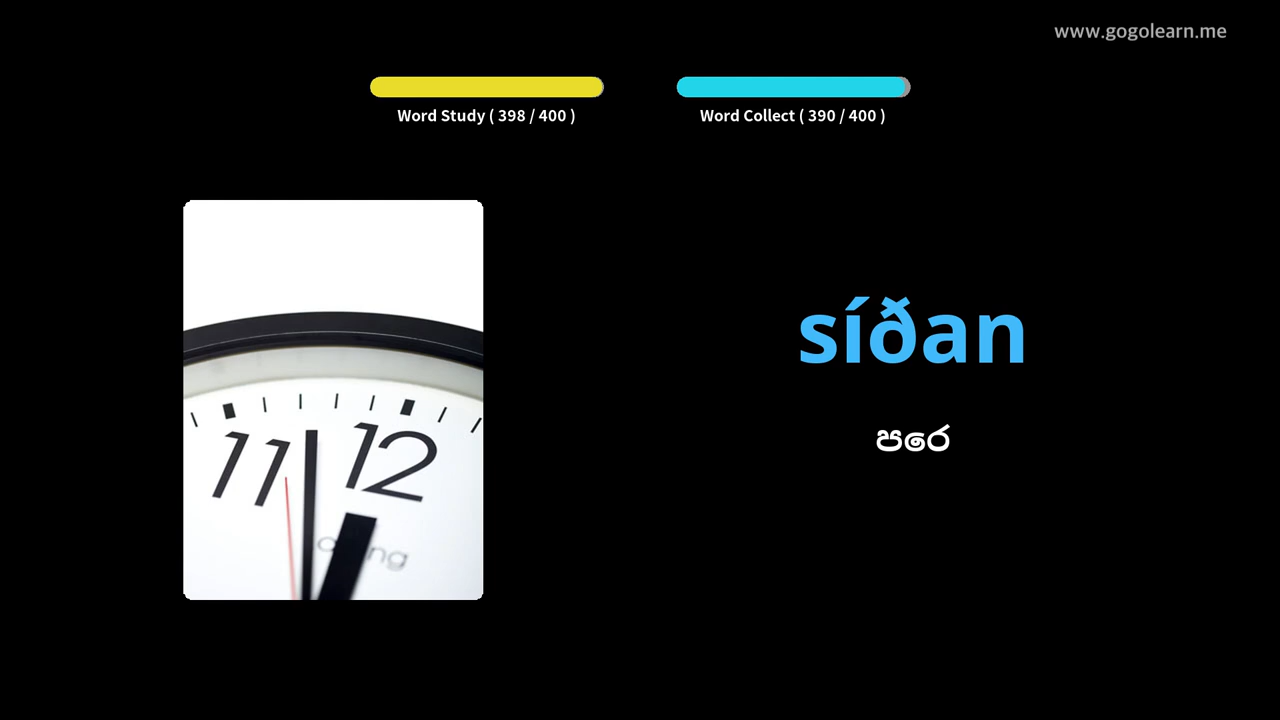 www.gogolearn.me
Word Study ( 398 / 400 )
Word Collect ( 390 / 400 )
síðan
පරෙ
11
12